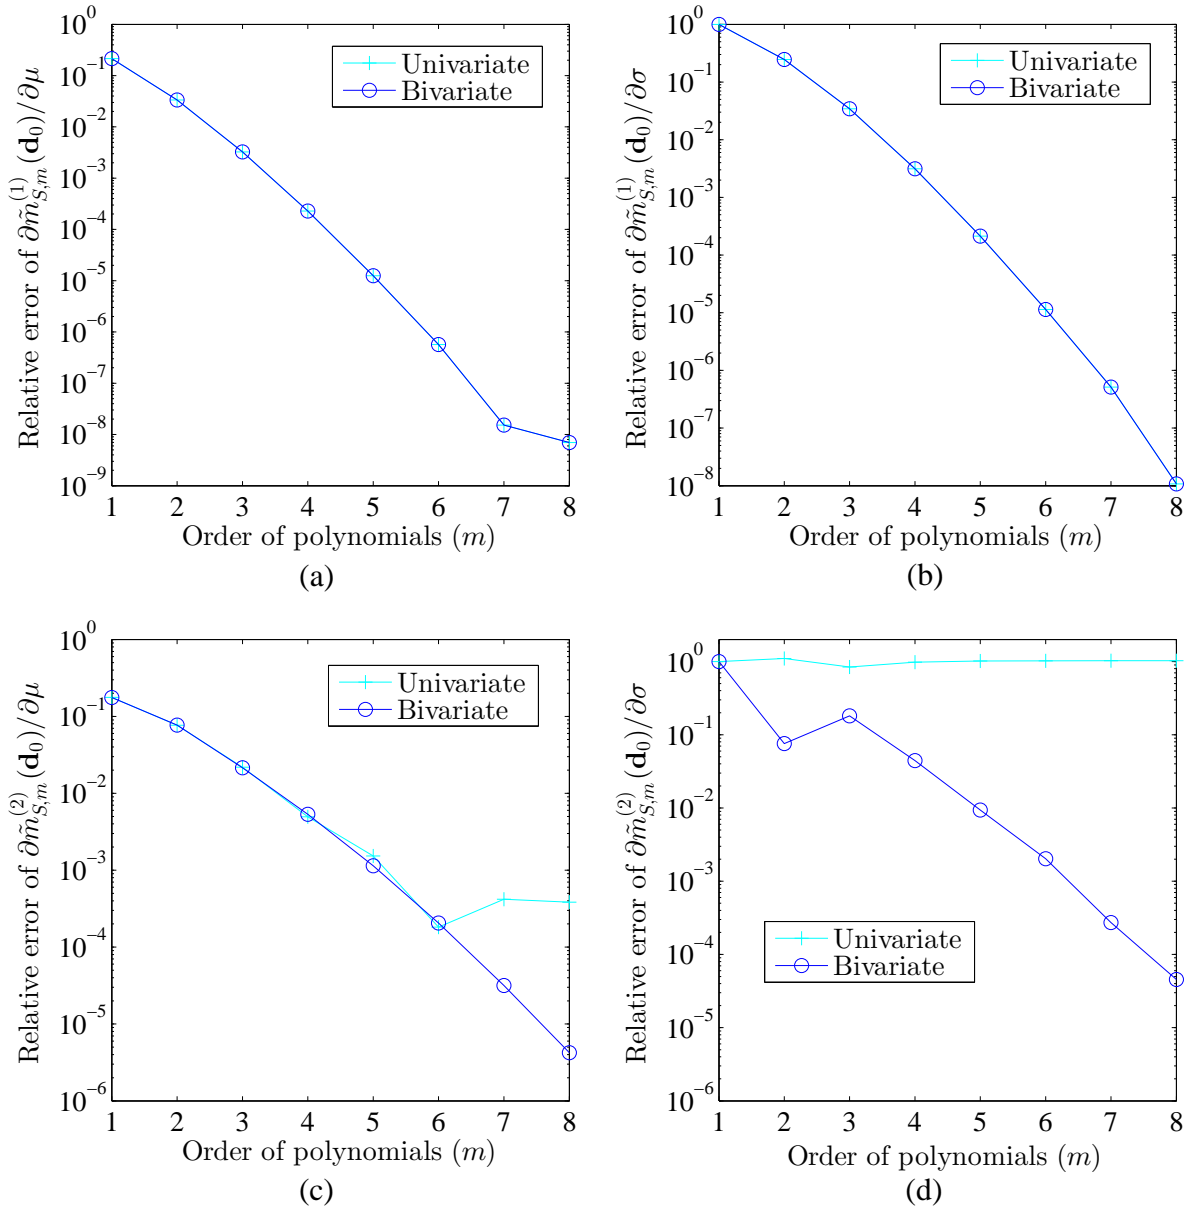 10^0
10^−1
10^−2
10^−3
10^−4
10^−5
10^−6
10^−7
10^−8
10^−9
Relative error of ∂m̃_{S,m}^{(1)}(d_0)/∂μ
Univariate
Bivariate
1 2 3 4 5 6 7 8
Order of polynomials (m)
(a)
10^0
10^−1
10^−2
10^−3
10^−4
10^−5
10^−6
10^−7
10^−8
Relative error of ∂m̃_{S,m}^{(1)}(d_0)/∂σ
Univariate
Bivariate
1 2 3 4 5 6 7 8
Order of polynomials (m)
(b)
10^0
10^−1
10^−2
10^−3
10^−4
10^−5
10^−6
Relative error of ∂m̃_{S,m}^{(2)}(d_0)/∂μ
Univariate
Bivariate
1 2 3 4 5 6 7 8
Order of polynomials (m)
(c)
10^0
10^−1
10^−2
10^−3
10^−4
10^−5
10^−6
Relative error of ∂m̃_{S,m}^{(2)}(d_0)/∂σ
Univariate
Bivariate
1 2 3 4 5 6 7 8
Order of polynomials (m)
(d)